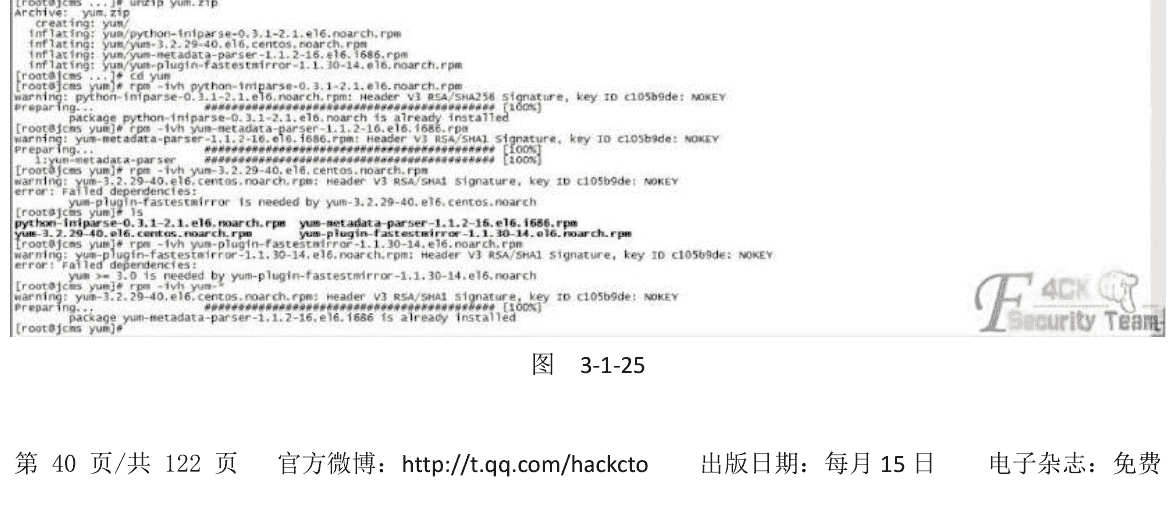 [root@jcms ...]# unzip yum.zip
Archive:  yum.zip
   creating: yum/
  inflating: yum/python-iniparse-0.3.1-2.1.el6.noarch.rpm
  inflating: yum/yum-3.2.29-40.el6.centos.noarch.rpm
  inflating: yum/yum-metadata-parser-1.1.2-16.el6.i686.rpm
  inflating: yum/yum-plugin-fastestmirror-1.1.30-14.el6.noarch.rpm
[root@jcms ...]# cd yum
[root@jcms yum]# rpm -ivh python-iniparse-0.3.1-2.1.el6.noarch.rpm
warning: python-iniparse-0.3.1-2.1.el6.noarch.rpm: Header V3 RSA/SHA256 Signature, key ID c105b9de: NOKEY
Preparing...                ########################################### [100%]
        package python-iniparse-0.3.1-2.1.el6.noarch is already installed
[root@jcms yum]# rpm -ivh yum-metadata-parser-1.1.2-16.el6.i686.rpm
warning: yum-metadata-parser-1.1.2-16.el6.i686.rpm: Header V3 RSA/SHA1 Signature, key ID c105b9de: NOKEY
Preparing...                ########################################### [100%]
   1:yum-metadata-parser    ########################################### [100%]
[root@jcms yum]# rpm -ivh yum-3.2.29-40.el6.centos.noarch.rpm
warning: yum-3.2.29-40.el6.centos.noarch.rpm: Header V3 RSA/SHA1 Signature, key ID c105b9de: NOKEY
error: Failed dependencies:
        yum-plugin-fastestmirror is needed by yum-3.2.29-40.el6.centos.noarch
[root@jcms yum]# ls
python-iniparse-0.3.1-2.1.el6.noarch.rpm  yum-metadata-parser-1.1.2-16.el6.i686.rpm
yum-3.2.29-40.el6.centos.noarch.rpm       yum-plugin-fastestmirror-1.1.30-14.el6.noarch.rpm
[root@jcms yum]# rpm -ivh yum-plugin-fastestmirror-1.1.30-14.el6.noarch.rpm
warning: yum-plugin-fastestmirror-1.1.30-14.el6.noarch.rpm: Header V3 RSA/SHA1 Signature, key ID c105b9de: NOKEY
error: Failed dependencies:
        yum >= 3.0 is needed by yum-plugin-fastestmirror-1.1.30-14.el6.noarch
[root@jcms yum]# rpm -ivh yum-*
warning: yum-3.2.29-40.el6.centos.noarch.rpm: Header V3 RSA/SHA1 Signature, key ID c105b9de: NOKEY
Preparing...                ########################################### [100%]
        package yum-metadata-parser-1.1.2-16.el6.i686 is already installed
[root@jcms yum]#
F 4CK
Security Team
图 3-1-25
第 40 页/共 122 页 官方微博：http://t.qq.com/hackcto 出版日期：每月 15 日 电子杂志：免费